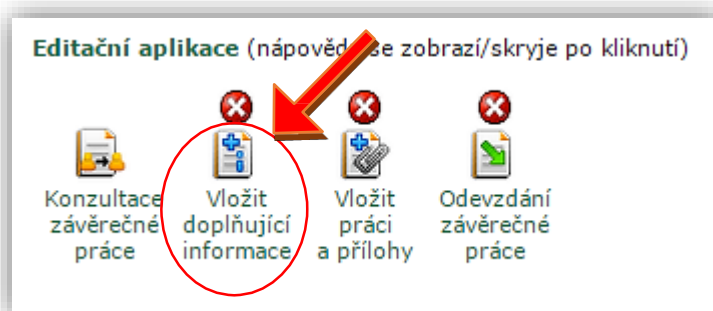 Editační aplikace (nápověda se zobrazí/skryje po kliknutí)
Konzultace závěrečné práce
Vložit doplňující informace
Vložit práci a přílohy
Odevzdání závěrečné práce